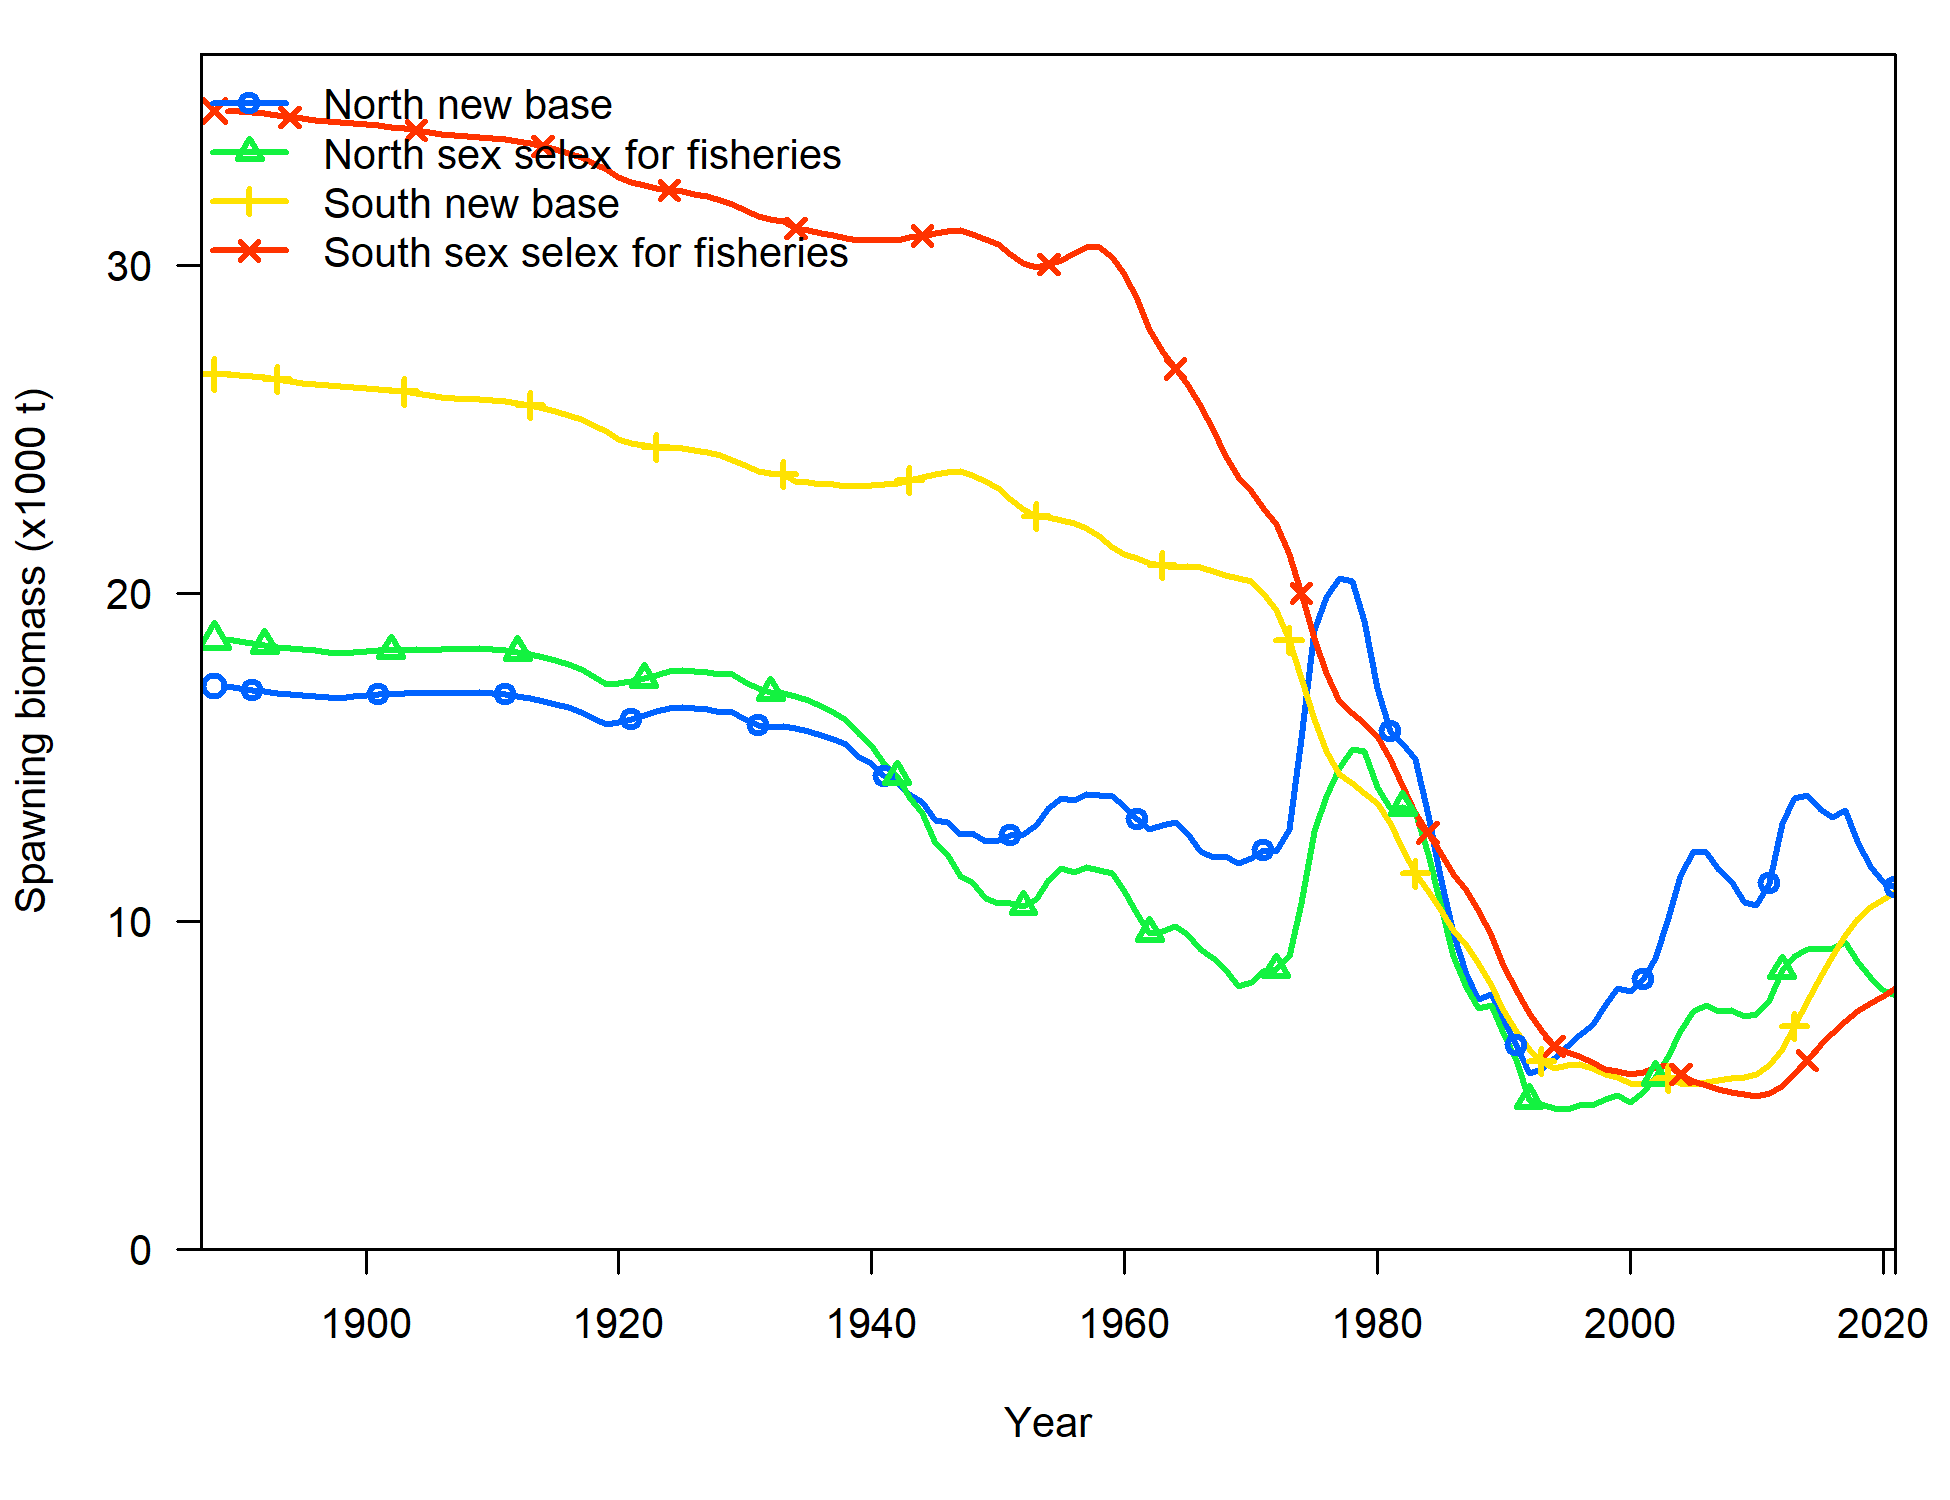 North new base
North sex selex for fisheries
South new base
South sex selex for fisheries
Spawning biomass (x1000 t)
30
20
10
0
1900 1920 1940 1960 1980 2000 2020
Year